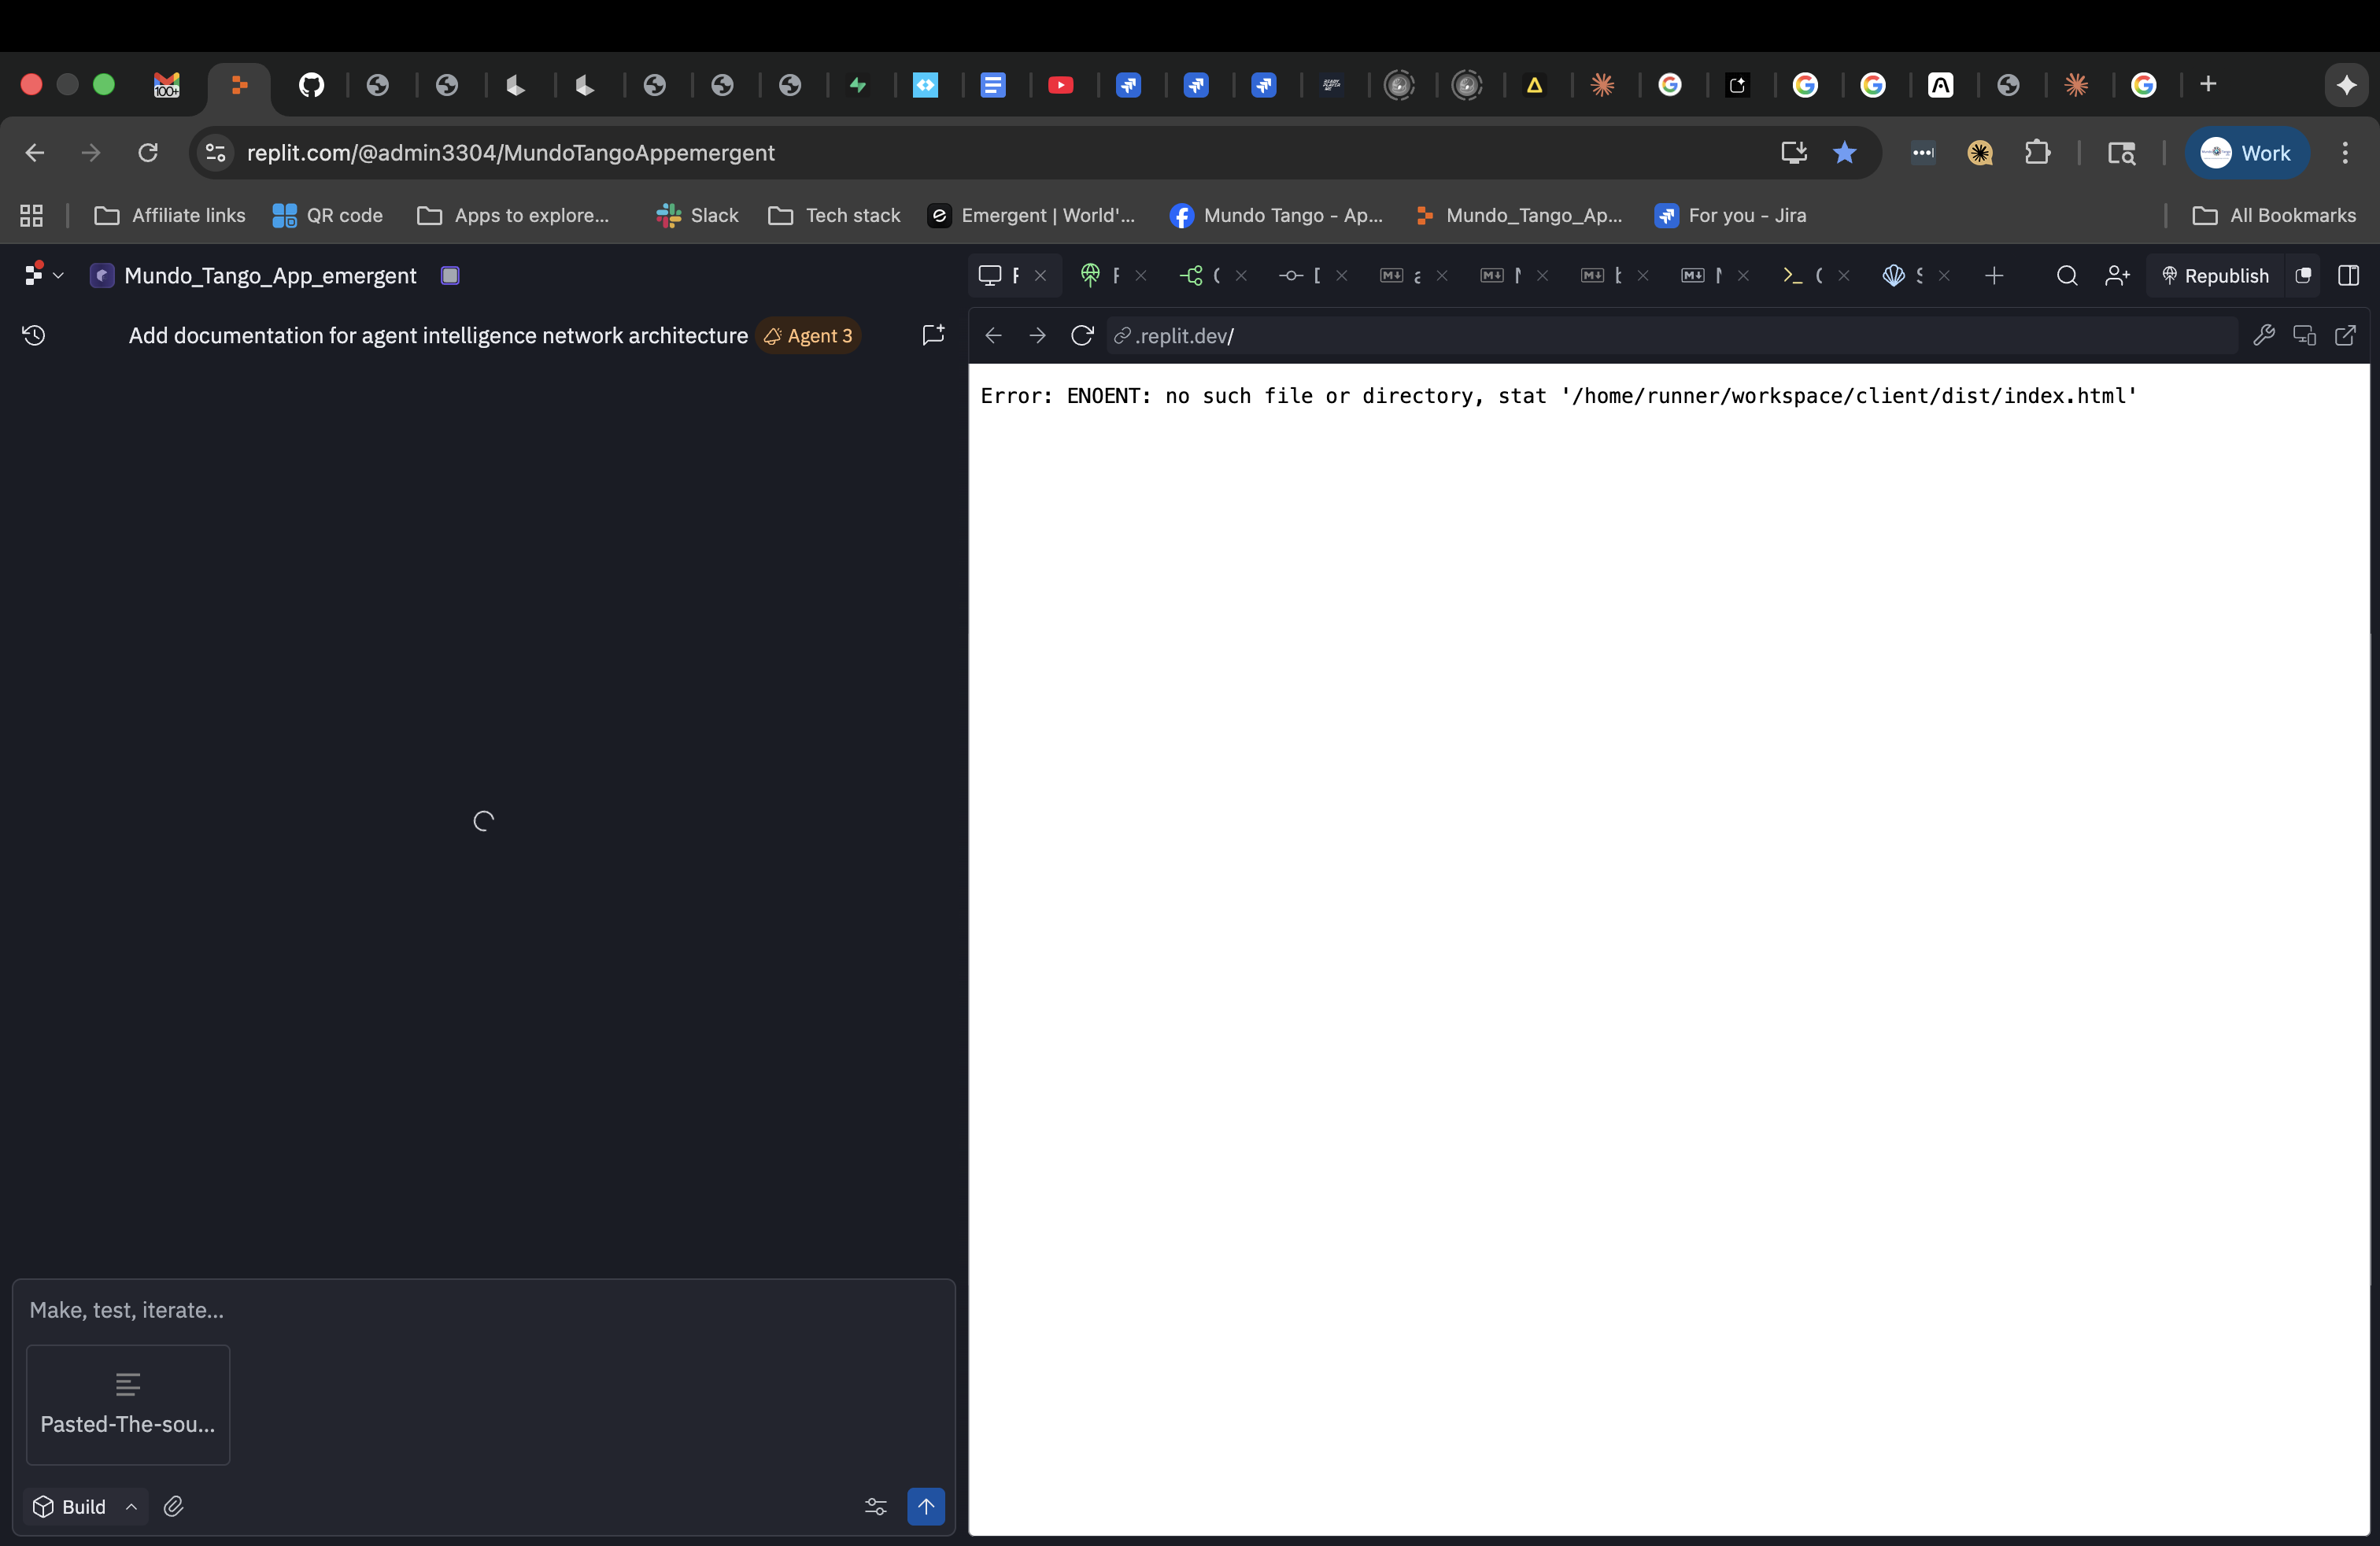 100+
replit.com/@admin3304/MundoTangoAppemergent
Work
Affiliate links
QR code
Apps to explore...
Slack
Tech stack
Emergent | World'...
Mundo Tango - Ap...
Mundo_Tango_Ap...
For you - Jira
All Bookmarks
Mundo_Tango_App_emergent
Republish
Add documentation for agent intelligence network architecture
Agent 3
.replit.dev/
Error: ENOENT: no such file or directory, stat '/home/runner/workspace/client/dist/index.html'
Make, test, iterate...
Pasted-The-sou...
Build